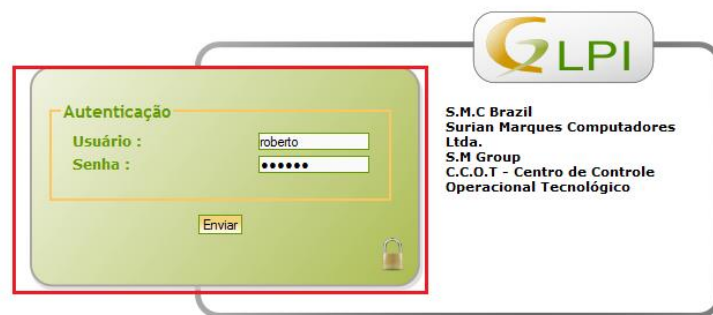 GLPI
Autenticação
Usuário : roberto
Senha : ••••••
Enviar
S.M.C Brazil
Surian Marques Computadores
Ltda.
S.M Group
C.C.O.T - Centro de Controle
Operacional Tecnológico